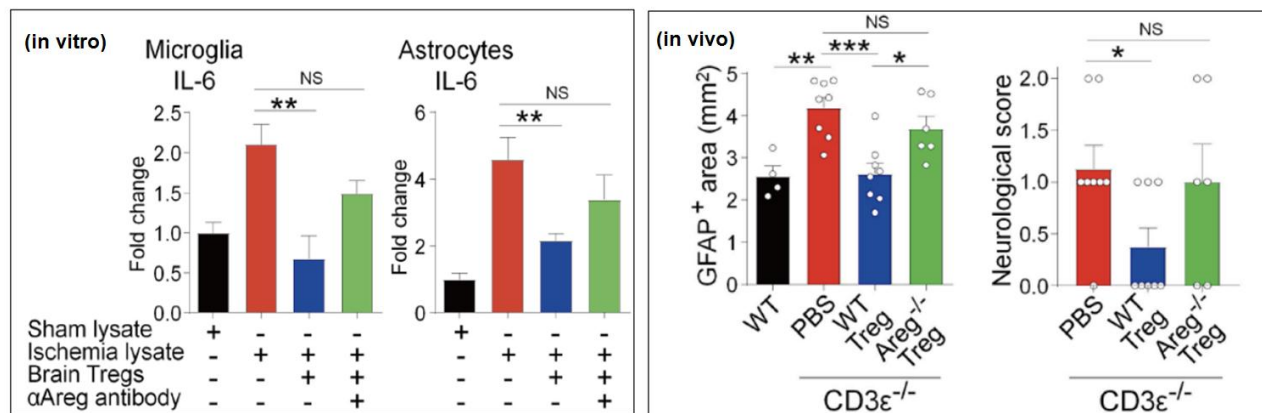 (in vitro)
Microglia
IL-6
NS
**
Fold change
2.5
2.0
1.5
1.0
0.5
0.0
Astrocytes
IL-6
NS
**
Fold change
6
4
2
0
Sham lysate + - - - + - - -
Ischemia lysate - + + + - + + +
Brain Tregs - - + + - - + +
αAreg antibody - - - + - - - +
(in vivo)
NS
** *** *
GFAP+ area (mm²)
5
4
3
2
1
0
WT
PBS
WT
Treg
Areg-/-
Treg
CD3ε-/-
NS
*
Neurological score
2.0
1.5
1.0
0.5
0.0
PBS
WT
Treg
Areg-/-
Treg
CD3ε-/-